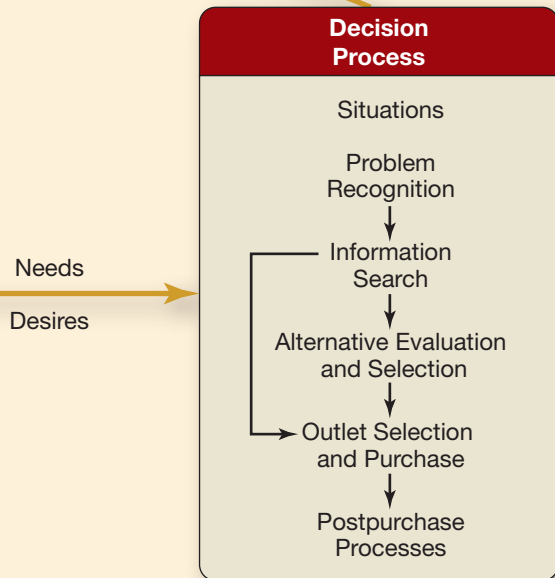 Decision
Process
Situations
Problem
Recognition
Information
Search
Needs
Desires
Alternative Evaluation
and Selection
Outlet Selection
and Purchase
Postpurchase
Processes